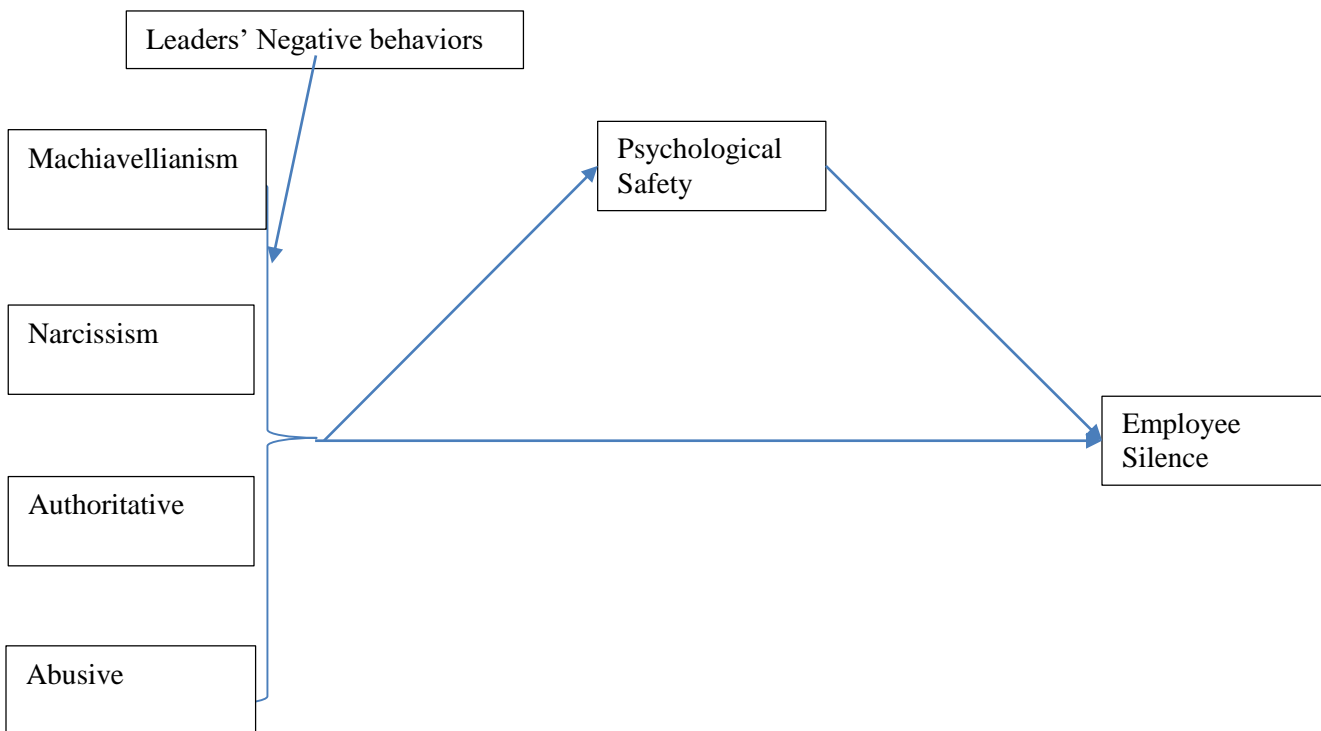 Leaders’ Negative behaviors
Machiavellianism
Psychological
Safety
Narcissism
Employee
Silence
Authoritative
Abusive